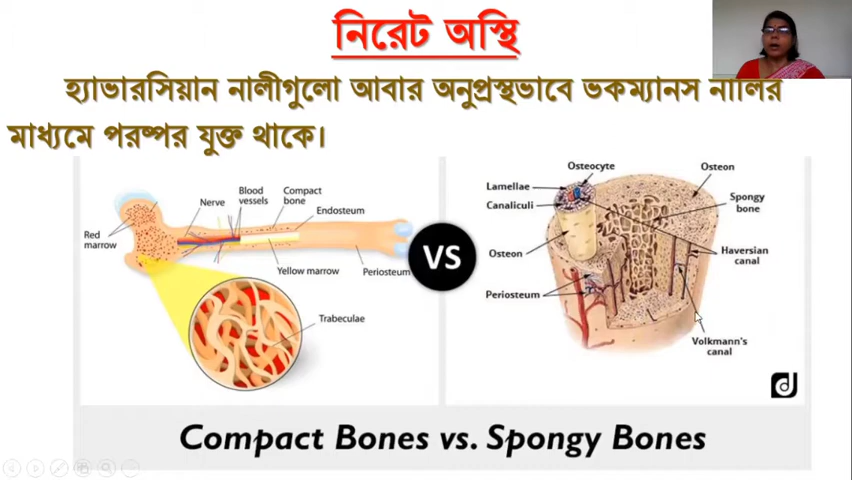 নিরেট অস্থি
হ্যাভারসিয়ান নালীগুলো আবার অনুপ্রস্থভাবে ভকম্যানস নালির
মাধ্যমে পরষ্পর যুক্ত থাকে।
Red
marrow
Nerve
Blood
vessels
Compact
bone
Endosteum
Yellow marrow
Periosteum
Trabeculae
VS
Osteocyte
Lamellae
Canaliculi
Osteon
Periosteum
Osteon
Spongy
bone
Haversian
canal
Volkmann's
canal
d
Compact Bones vs. Spongy Bones